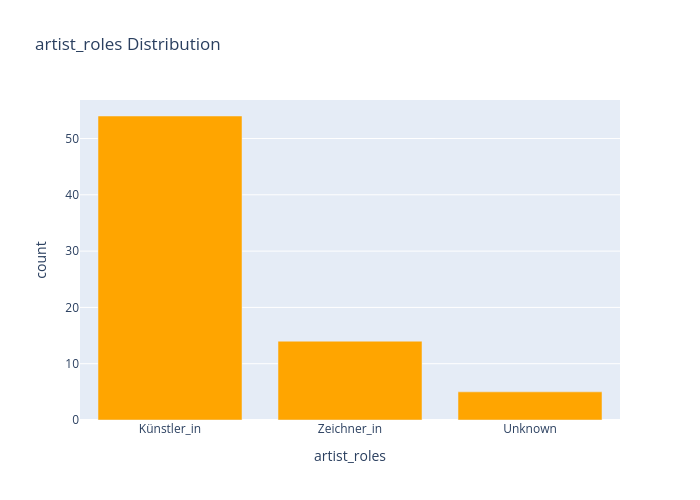 artist_roles Distribution
50
40
30
20
10
0
count
Künstler_in
Zeichner_in
Unknown
artist_roles